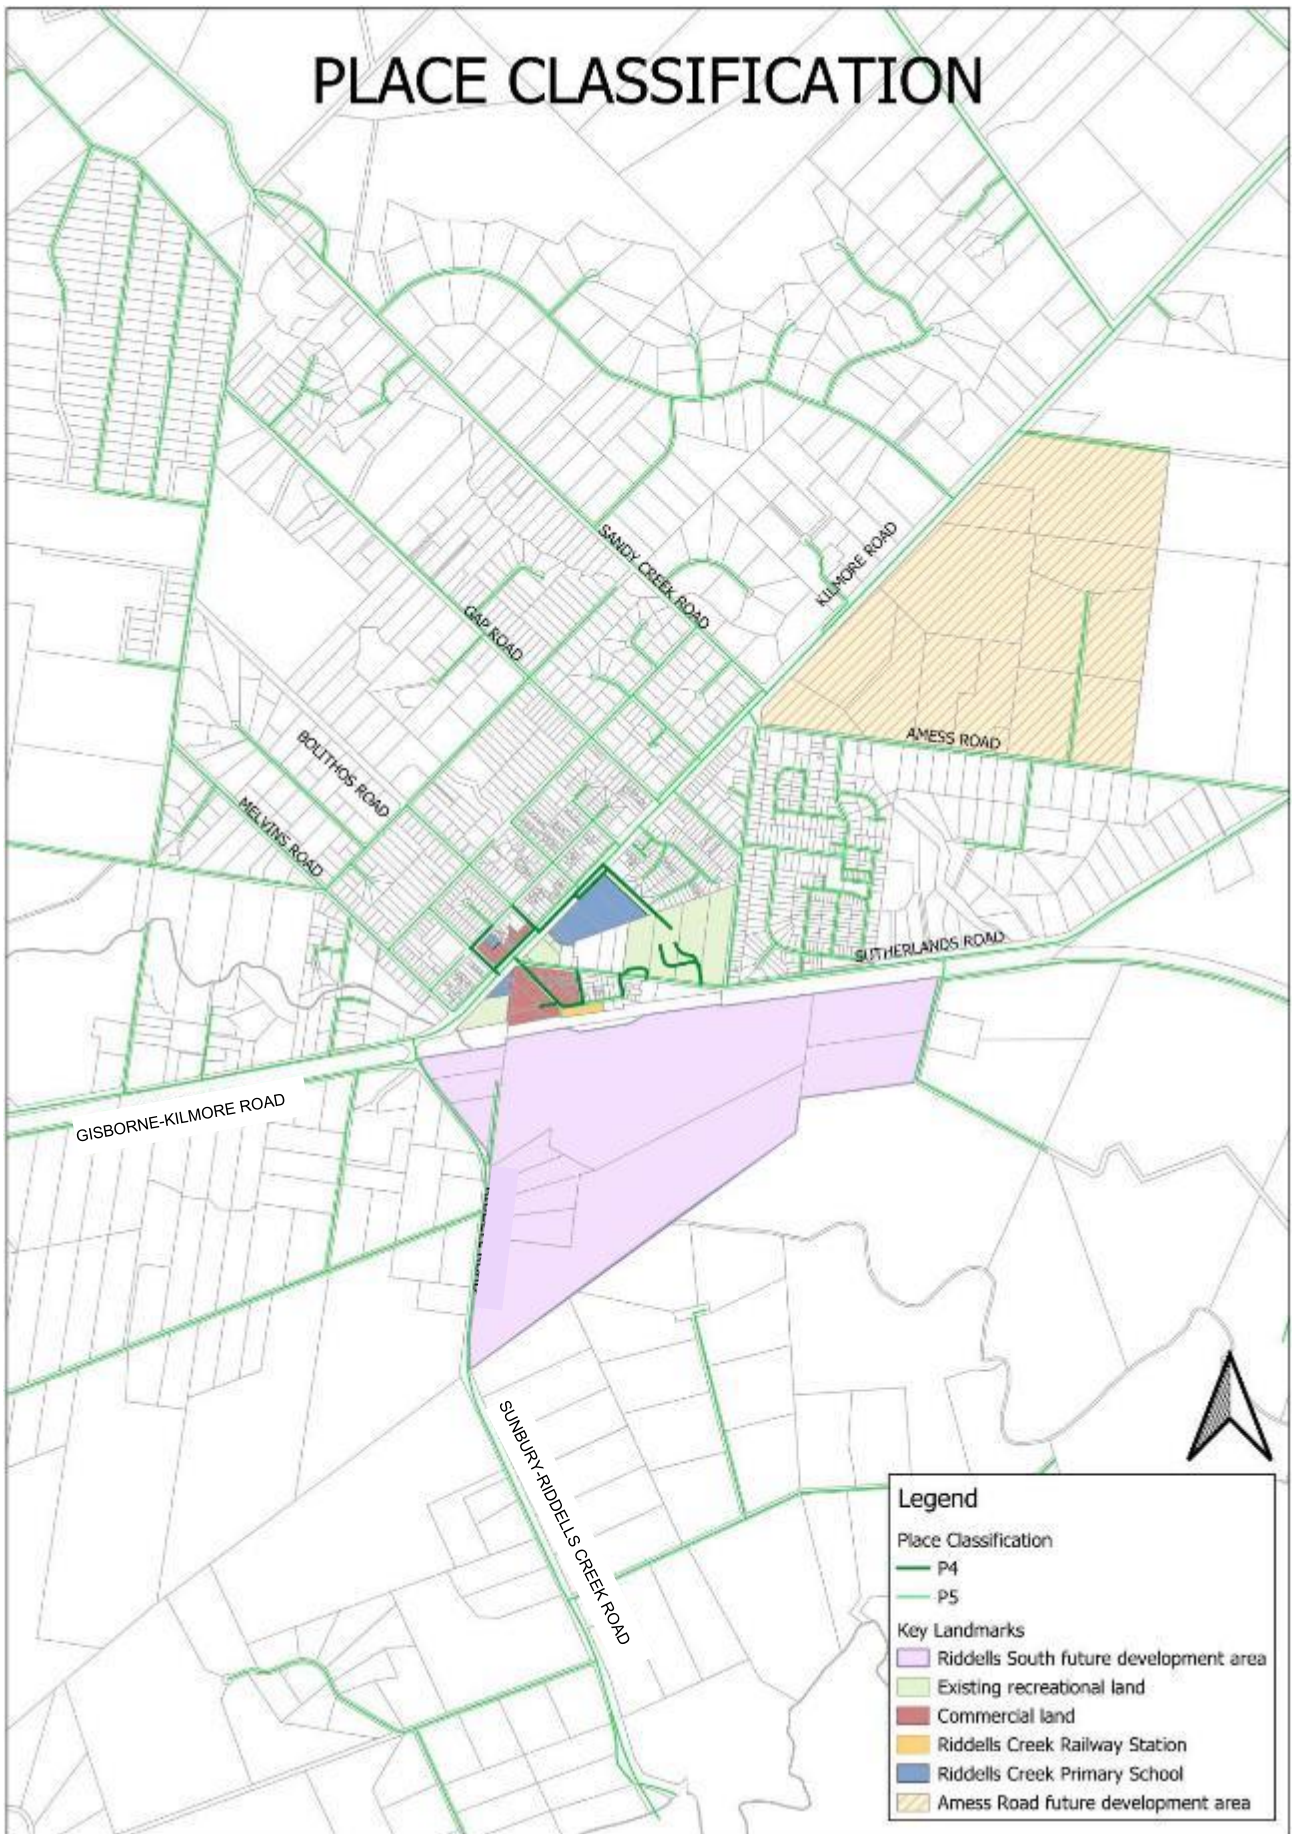 PLACE CLASSIFICATION
SANDY CREEK ROAD
KILMORE ROAD
GAP ROAD
AMESS ROAD
BOLITHOS ROAD
MELVINS ROAD
SUTHERLANDS ROAD
GISBORNE-KILMORE ROAD
SUNBURY-RIDDELLS CREEK ROAD
Legend
Place Classification
P4
P5
Key Landmarks
Riddells South future development area
Existing recreational land
Commercial land
Riddells Creek Railway Station
Riddells Creek Primary School
Amess Road future development area